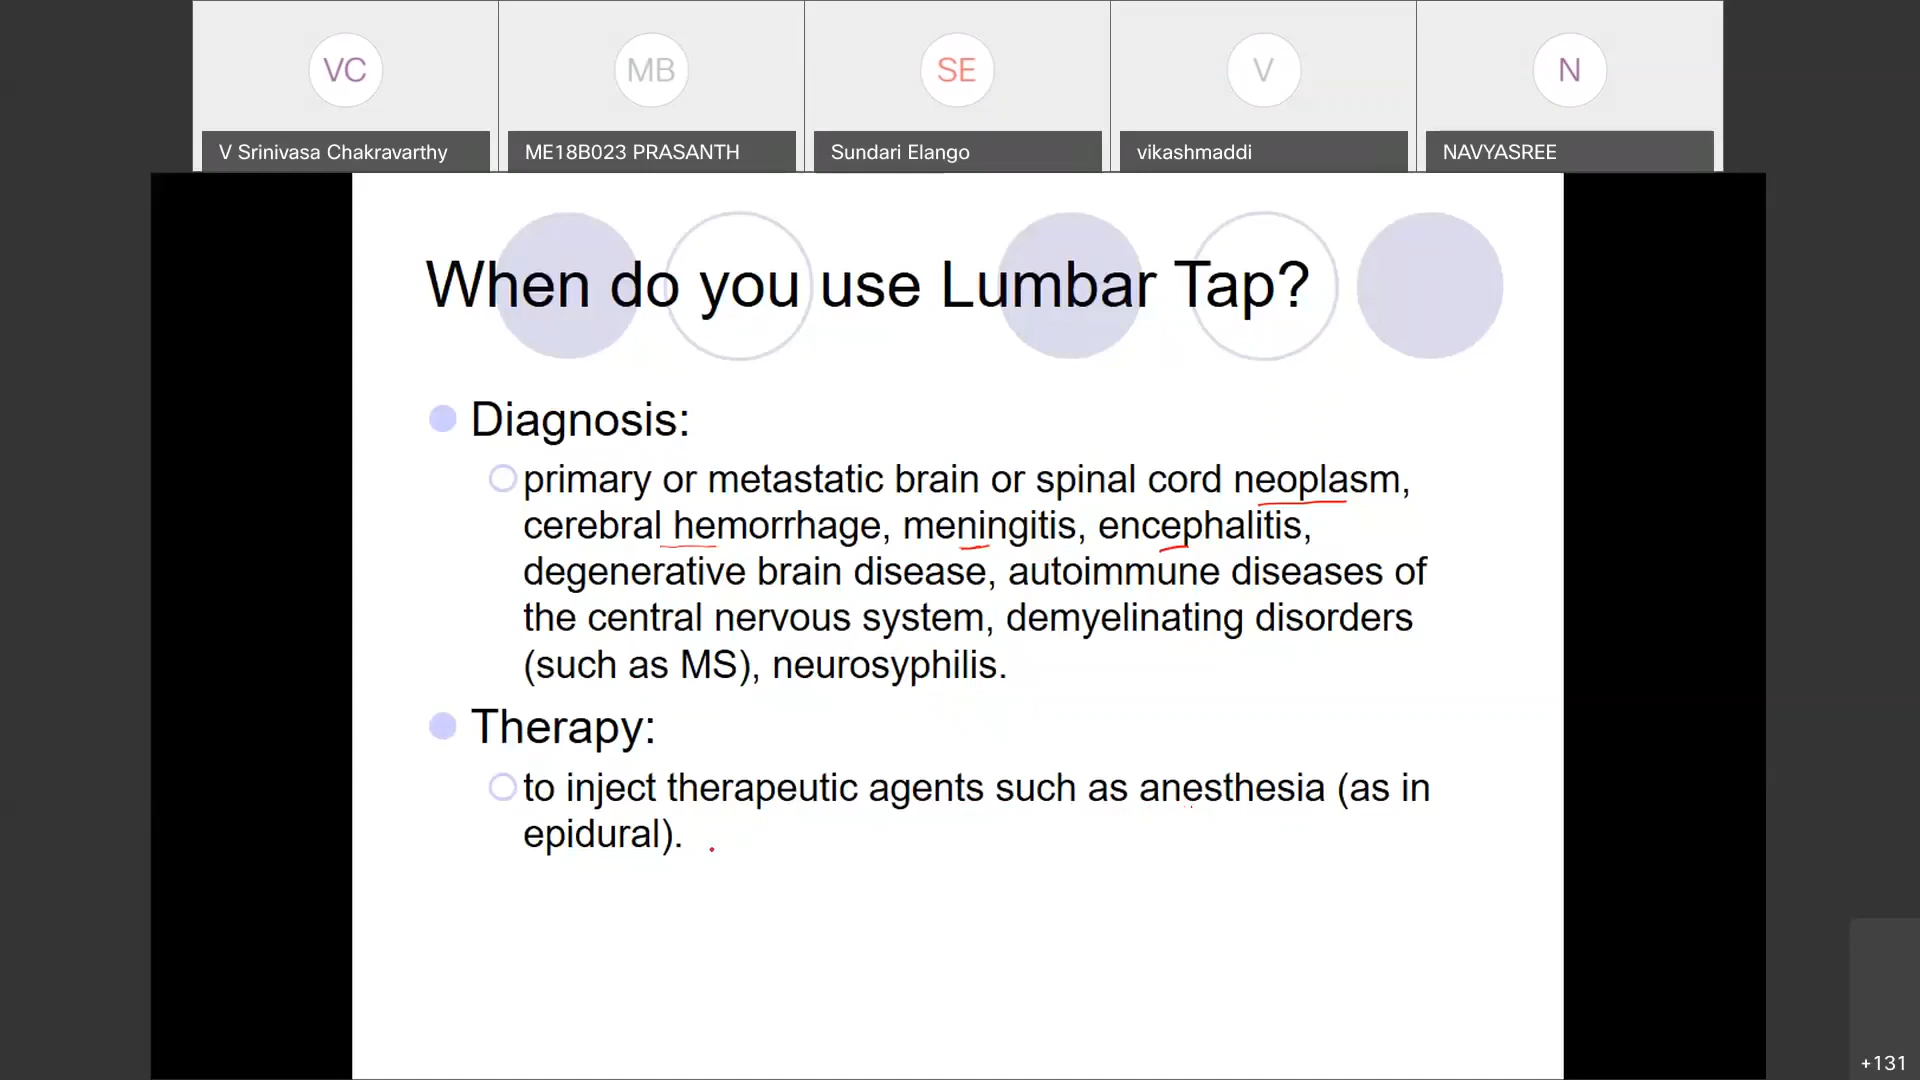 VC
MB
SE
V
N
V Srinivasa Chakravarthy
ME18B023 PRASANTH
Sundari Elango
vikashmaddi
NAVYASREE
When do you use Lumbar Tap?
Diagnosis:
primary or metastatic brain or spinal cord neoplasm,
cerebral hemorrhage, meningitis, encephalitis,
degenerative brain disease, autoimmune diseases of
the central nervous system, demyelinating disorders
(such as MS), neurosyphilis.
Therapy:
to inject therapeutic agents such as anesthesia (as in
epidural).
+131